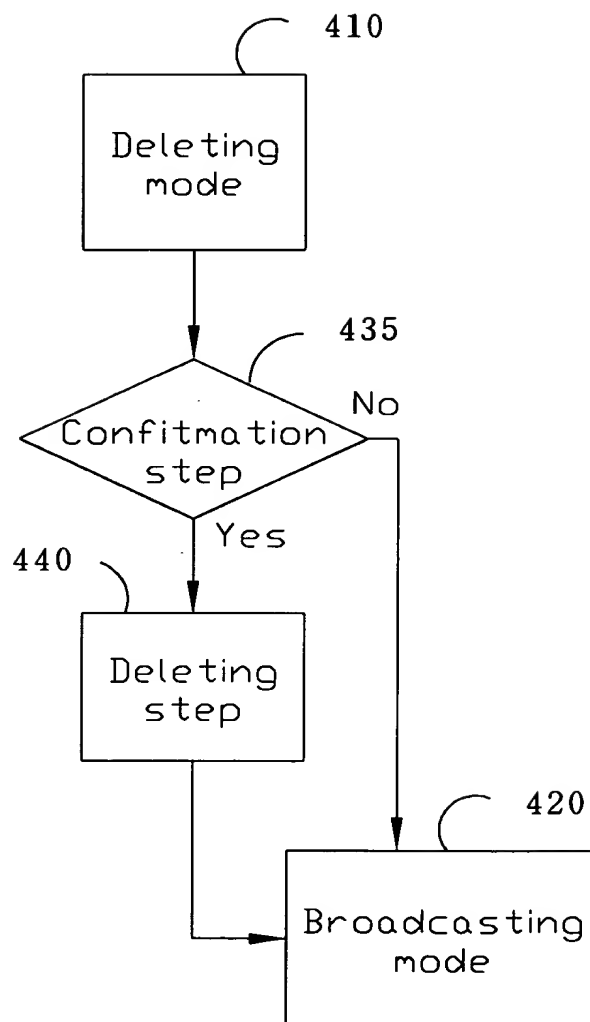 410
Deleting
mode
435
No
Confitmation
step
Yes
440
Deleting
step
420
Broadcasting
mode